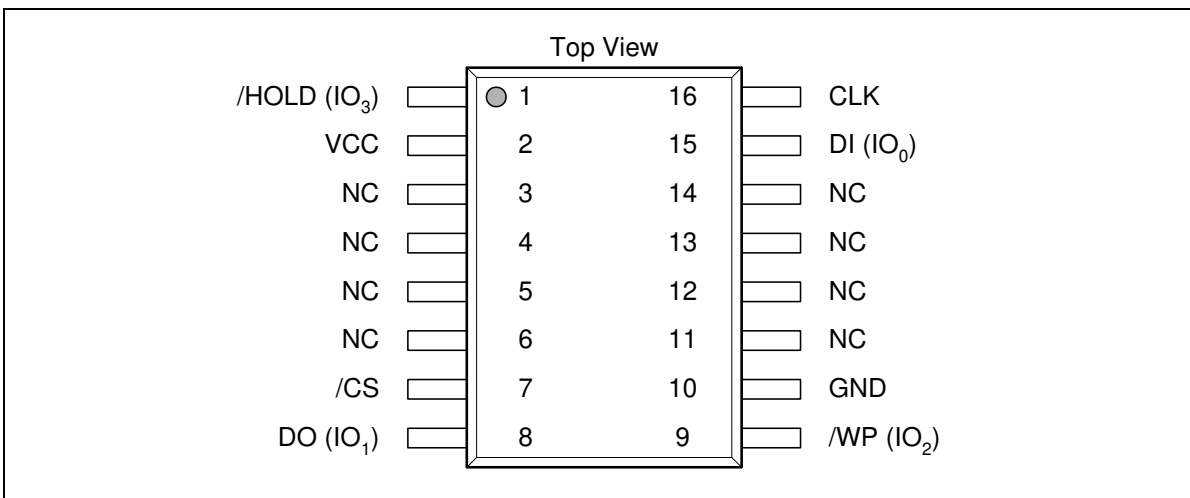 Top View
/HOLD (IO3) 1 16 CLK
VCC 2 15 DI (IO0)
NC 3 14 NC
NC 4 13 NC
NC 5 12 NC
NC 6 11 NC
/CS 7 10 GND
DO (IO1) 8 9 /WP (IO2)